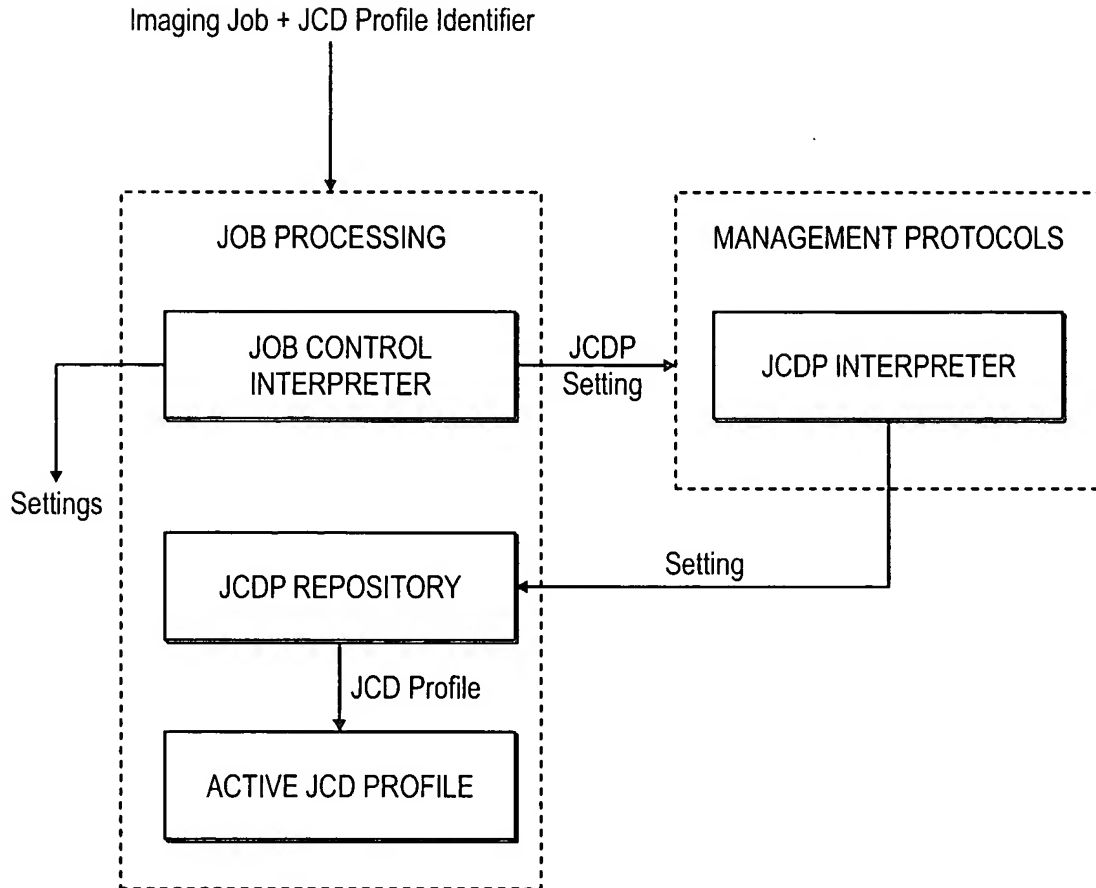 Imaging Job + JCD Profile Identifier
JOB PROCESSING
MANAGEMENT PROTOCOLS
JOB CONTROL
INTERPRETER
JCDP
Setting
JCDP INTERPRETER
Settings
JCDP REPOSITORY
Setting
JCD Profile
ACTIVE JCD PROFILE